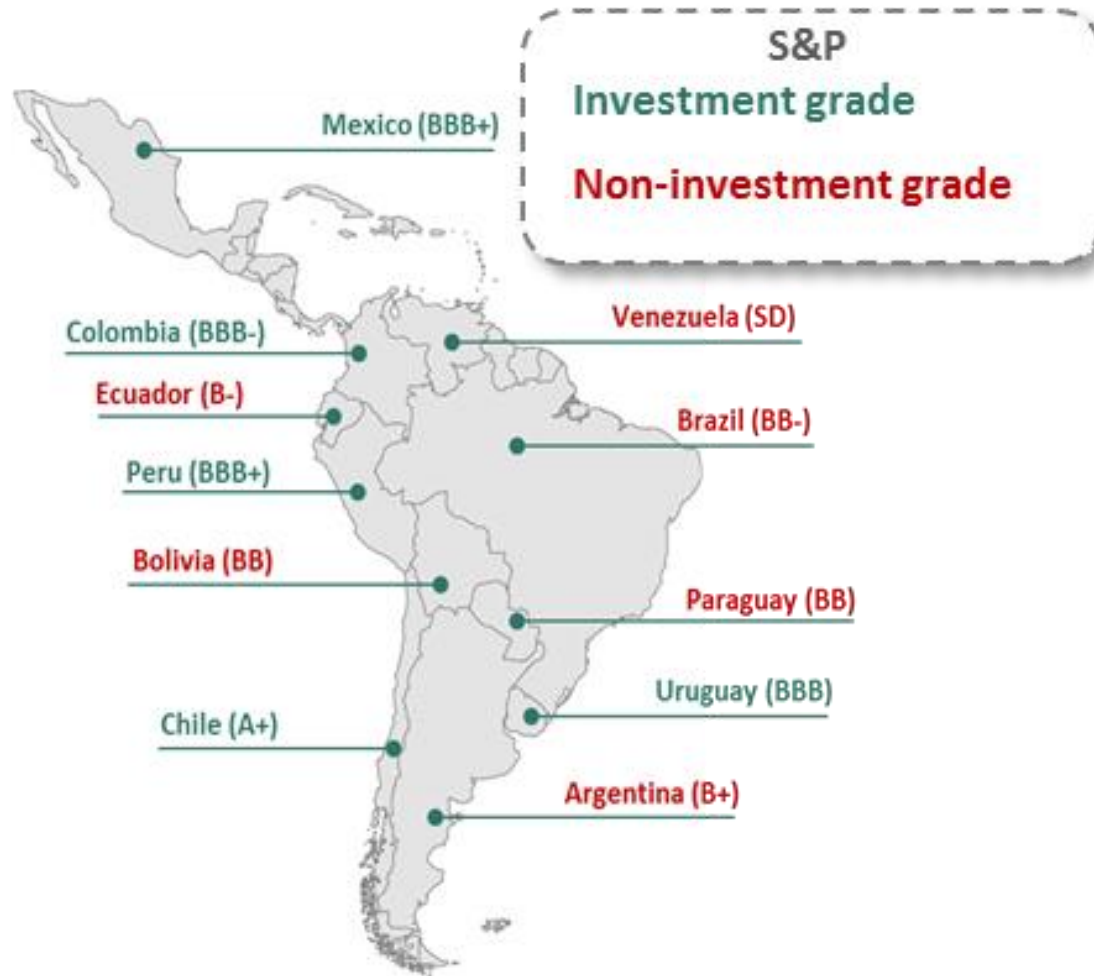 S&P
Investment grade
Non-investment grade
Mexico (BBB+)
Colombia (BBB-)
Venezuela (SD)
Ecuador (B-)
Brazil (BB-)
Peru (BBB+)
Bolivia (BB)
Paraguay (BB)
Uruguay (BBB)
Chile (A+)
Argentina (B+)